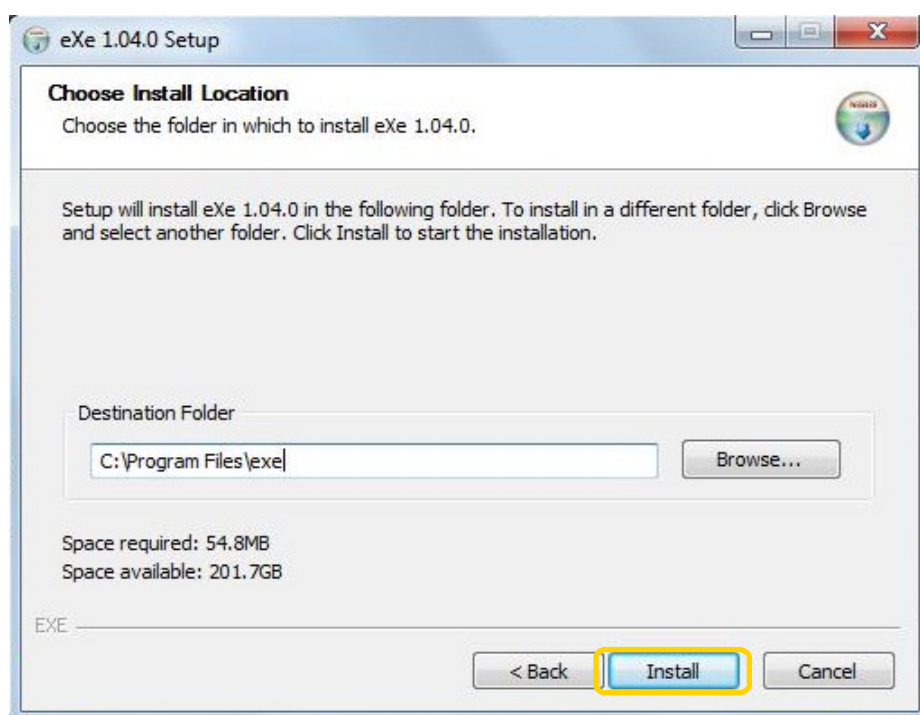 eXe 1.04.0 Setup
Choose Install Location
Choose the folder in which to install eXe 1.04.0.
Setup will install eXe 1.04.0 in the following folder. To install in a different folder, click Browse
and select another folder. Click Install to start the installation.
Destination Folder
C:\Program Files\exe
Browse...
Space required: 54.8MB
Space available: 201.7GB
EXE
< Back
Install
Cancel